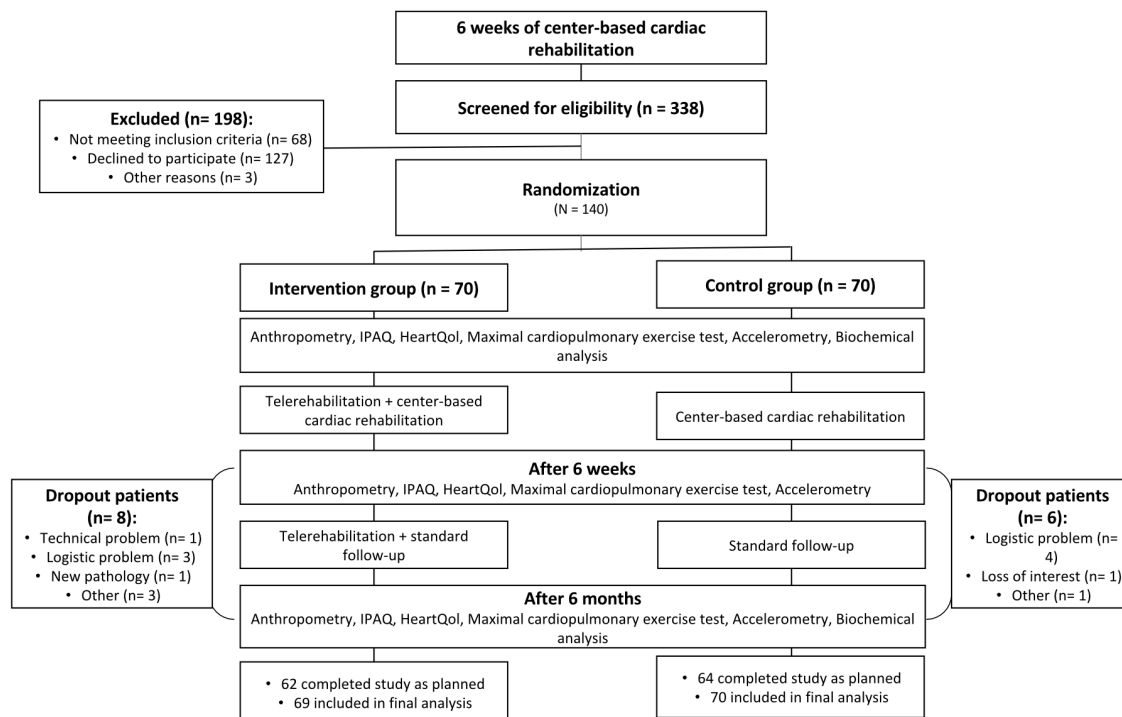 6 weeks of center-based cardiac
rehabilitation
Screened for eligibility (n = 338)
Excluded (n= 198):
• Not meeting inclusion criteria (n= 68)
• Declined to participate (n= 127)
• Other reasons (n= 3)
Randomization
(N = 140)
Intervention group (n = 70)
Control group (n = 70)
Anthropometry, IPAQ, HeartQol, Maximal cardiopulmonary exercise test, Accelerometry, Biochemical
analysis
Telerehabilitation + center-based
cardiac rehabilitation
Center-based cardiac rehabilitation
After 6 weeks
Anthropometry, IPAQ, HeartQol, Maximal cardiopulmonary exercise test, Accelerometry
Dropout patients
(n= 8):
• Technical problem (n= 1)
• Logistic problem (n= 3)
• New pathology (n= 1)
• Other (n= 3)
Telerehabilitation + standard
follow-up
Standard follow-up
Dropout patients
(n= 6):
• Logistic problem (n=
4)
• Loss of interest (n= 1)
• Other (n= 1)
After 6 months
Anthropometry, IPAQ, HeartQol, Maximal cardiopulmonary exercise test, Accelerometry, Biochemical
analysis
• 62 completed study as planned
• 69 included in final analysis
• 64 completed study as planned
• 70 included in final analysis